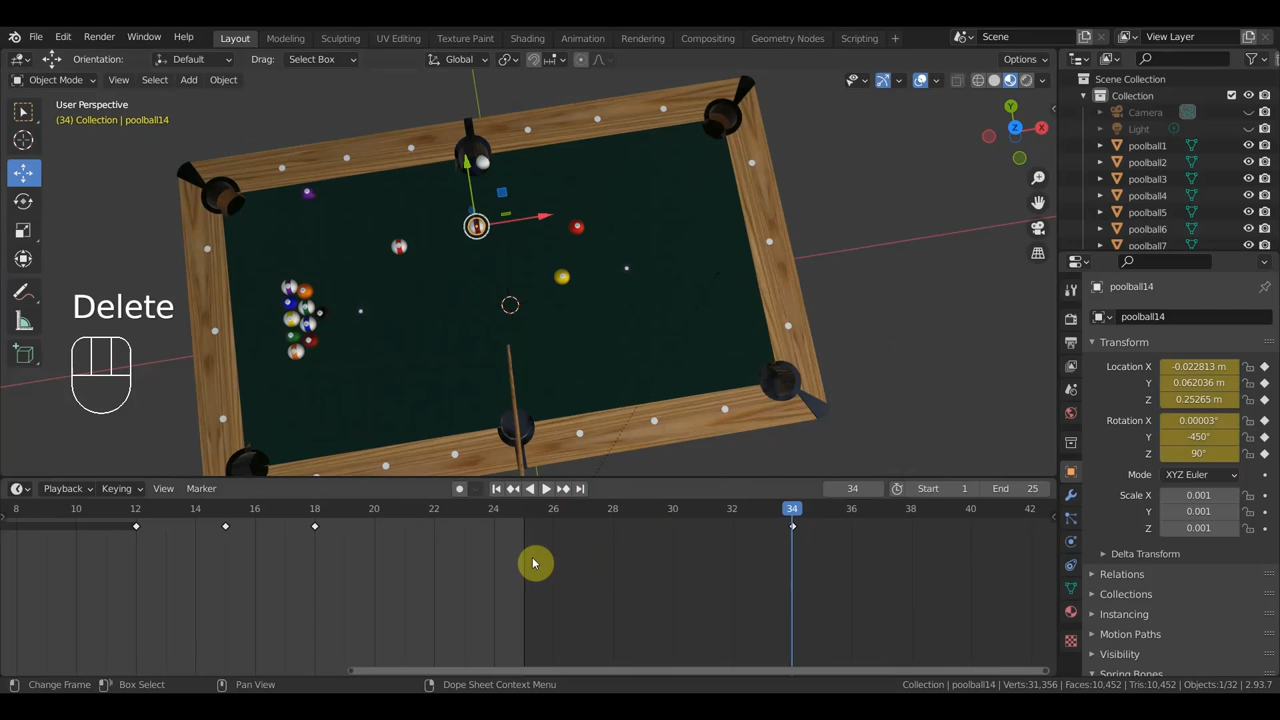 File Edit Render Window Help Layout Modeling Sculpting UV Editing Texture Paint Shading Animation Rendering Compositing Geometry Nodes Scripting + Scene View Layer
Orientation: Default Drag: Select Box Global Options
Object Mode View Select Add Object
User Perspective
(34) Collection | poolball14
Y
X
Z
Delete
Scene Collection
Collection
Camera
Light
poolball1
poolball2
poolball3
poolball4
poolball5
poolball6
poolball7
poolball14
poolball14
Transform
Location X -0.022813 m
Y 0.062036 m
Z 0.25265 m
Rotation X 0.00003°
Y -450°
Z 90°
Mode XYZ Euler
Scale X 0.001
Y 0.001
Z 0.001
Delta Transform
Relations
Collections
Instancing
Motion Paths
Visibility
Spring Bones
Playback Keying View Marker 34 Start 1 End 25
8 10 12 14 16 18 20 22 24 26 28 30 32 34 36 38 40 42
Change Frame Box Select Pan View Dope Sheet Context Menu Collection | poolball14 | Verts:31,356 | Faces:10,452 | Tris:10,452 | Objects:1/32 | 2.93.7